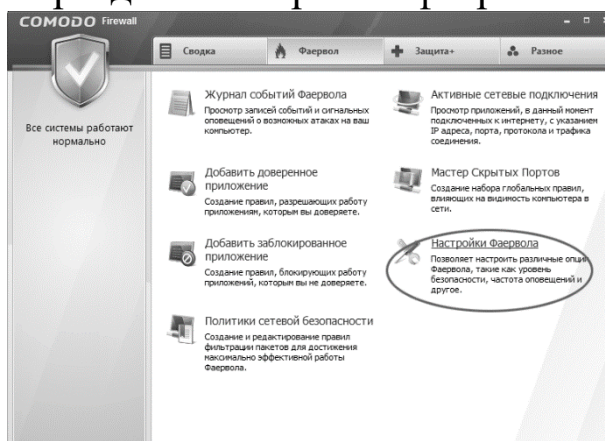 COMODO Firewall
Сводка
Фаервол
Защита+
Разное
Все системы работают
нормально
Журнал событий Фаервола
Просмотр записей событий и сигнальных
оповещений о возможных атаках на ваш
компьютер.
Активные сетевые подключения
Просмотр приложений, в данный момент
подключенных к интернету, с указанием
IP адреса, порта, протокола и трафика
соединения.
Добавить доверенное
приложение
Создание правил, разрешающих работу
приложениям, которым вы доверяете.
Мастер Скрытых Портов
Создание набора глобальных правил,
влияющих на видимость компьютера в
сети.
Добавить заблокированное
приложение
Создание правил, блокирующих работу
приложений, которым вы не доверяете.
Настройки Фаервола
Позволяет настроить различные опции
Фаервола, такие как уровень
безопасности, частота оповещений и
другое.
Политики сетевой безопасности
Создание и редактирование правил
фильтрации пакетов для достижения
максимально эффективной работы
Фаервола.